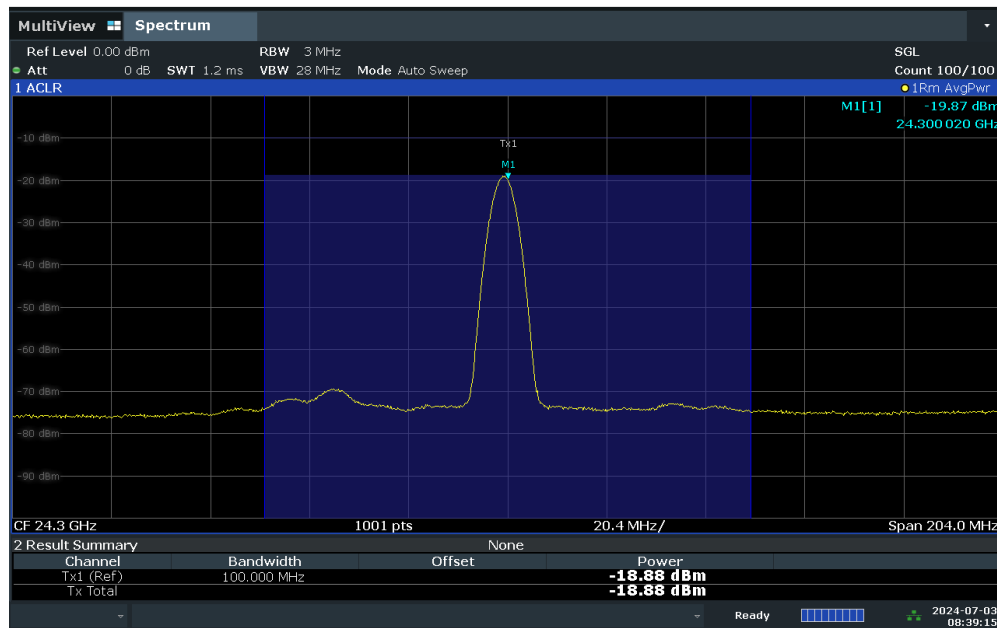 MultiView Spectrum
Ref Level 0.00 dBm RBW 3 MHz SGL
Att 0 dB SWT 1.2 ms VBW 28 MHz Mode Auto Sweep Count 100/100
1 ACLR 1Rm AvgPwr
M1[1] -19.87 dBm
24.300 020 GHz
-10 dBm
Tx1
M1
-20 dBm
-30 dBm
-40 dBm
-50 dBm
-60 dBm
-70 dBm
-80 dBm
-90 dBm
CF 24.3 GHz 1001 pts 20.4 MHz/ Span 204.0 MHz
2 Result Summary None
Channel Bandwidth Offset Power
Tx1 (Ref) 100.000 MHz -18.88 dBm
Tx Total -18.88 dBm
Ready 2024-07-03
08:39:15